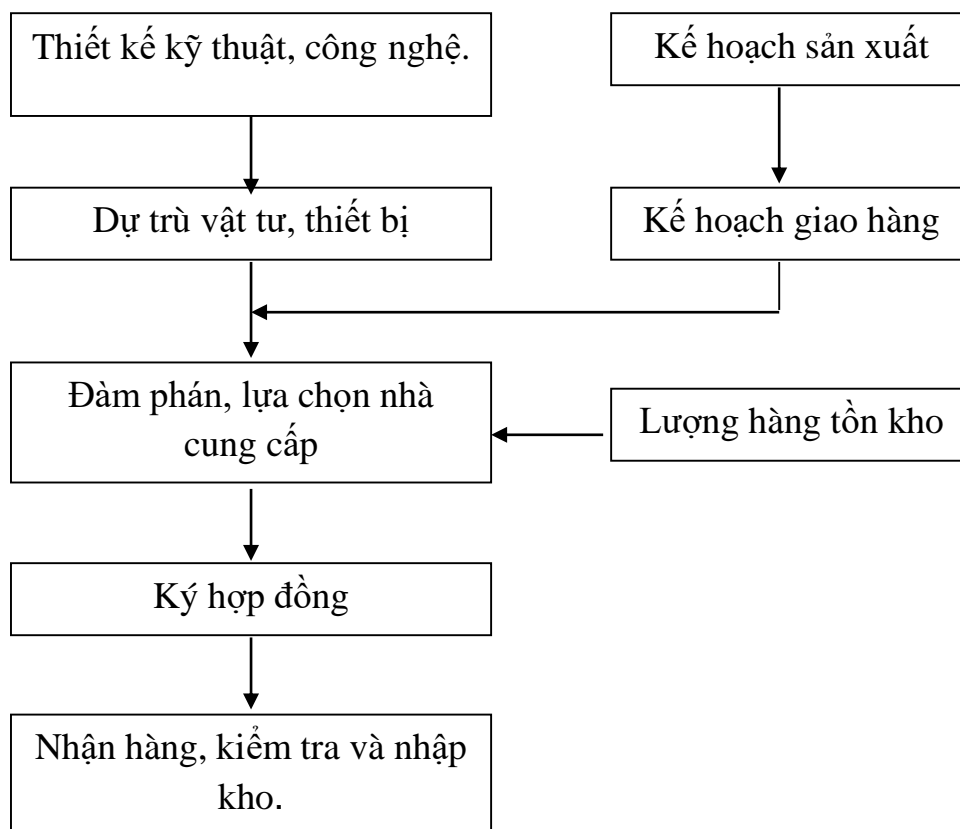 Thiết kế kỹ thuật, công nghệ.
Kế hoạch sản xuất
Dự trù vật tư, thiết bị
Kế hoạch giao hàng
Đàm phán, lựa chọn nhà
cung cấp
Lượng hàng tồn kho
Ký hợp đồng
Nhận hàng, kiểm tra và nhập
kho.